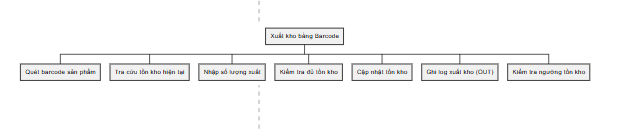 Xuất kho bằng Barcode
Quét barcode sản phẩm
Tra cứu tồn kho hiện tại
Nhập số lượng xuất
Kiểm tra đủ tồn kho
Cập nhật tồn kho
Ghi log xuất kho (OUT)
Kiểm tra ngưỡng tồn kho